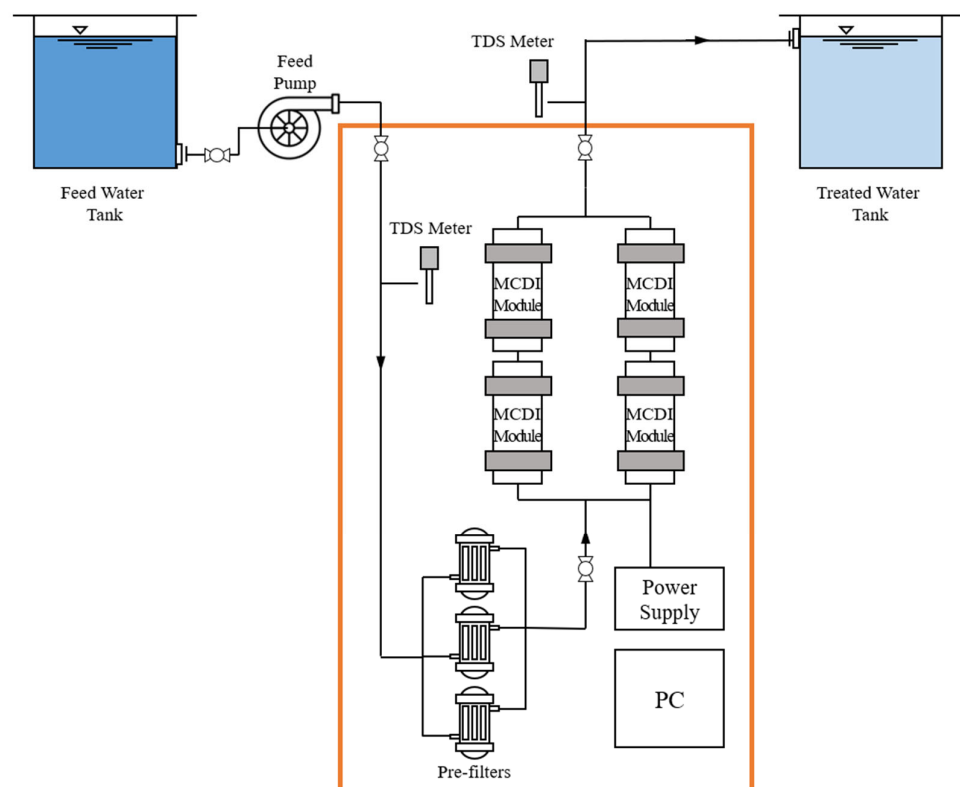 TDS Meter
Feed
Pump
Feed Water
Tank
Treated Water
Tank
TDS Meter
MCDI
Module
MCDI
Module
MCDI
Module
MCDI
Module
Power
Supply
PC
Pre-filters